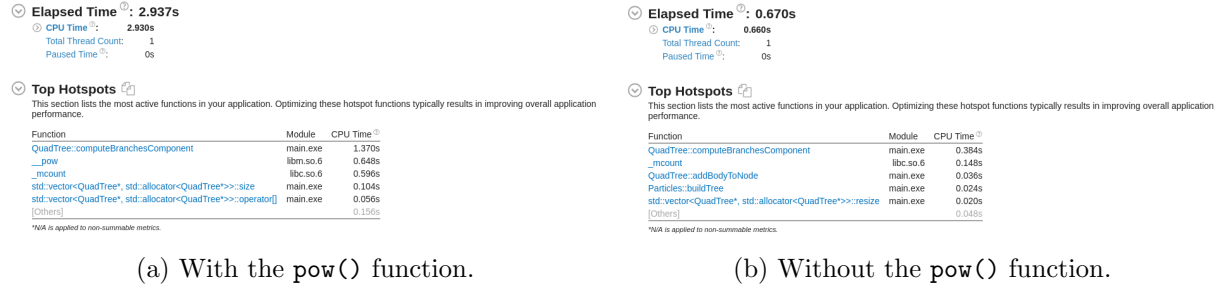 Elapsed Time ?: 2.937s
CPU Time ?: 2.930s
Total Thread Count: 1
Paused Time ?: 0s
Top Hotspots
This section lists the most active functions in your application. Optimizing these hotspot functions typically results in improving overall application
performance.
Function Module CPU Time ?
QuadTree::computeBranchesComponent main.exe 1.370s
__pow libm.so.6 0.648s
_mcount libc.so.6 0.596s
std::vector<QuadTree*, std::allocator<QuadTree*>>::size main.exe 0.104s
std::vector<QuadTree*, std::allocator<QuadTree*>>::operator[] main.exe 0.056s
[Others] 0.156s
*N/A is applied to non-summable metrics.
(a) With the pow() function.
Elapsed Time ?: 0.670s
CPU Time ?: 0.660s
Total Thread Count: 1
Paused Time ?: 0s
Top Hotspots
This section lists the most active functions in your application. Optimizing these hotspot functions typically results in improving overall application
performance.
Function Module CPU Time ?
QuadTree::computeBranchesComponent main.exe 0.384s
_mcount libc.so.6 0.148s
QuadTree::addBodyToNode main.exe 0.036s
Particles::buildTree main.exe 0.024s
std::vector<QuadTree*, std::allocator<QuadTree*>>::resize main.exe 0.020s
[Others] 0.048s
*N/A is applied to non-summable metrics.
(b) Without the pow() function.